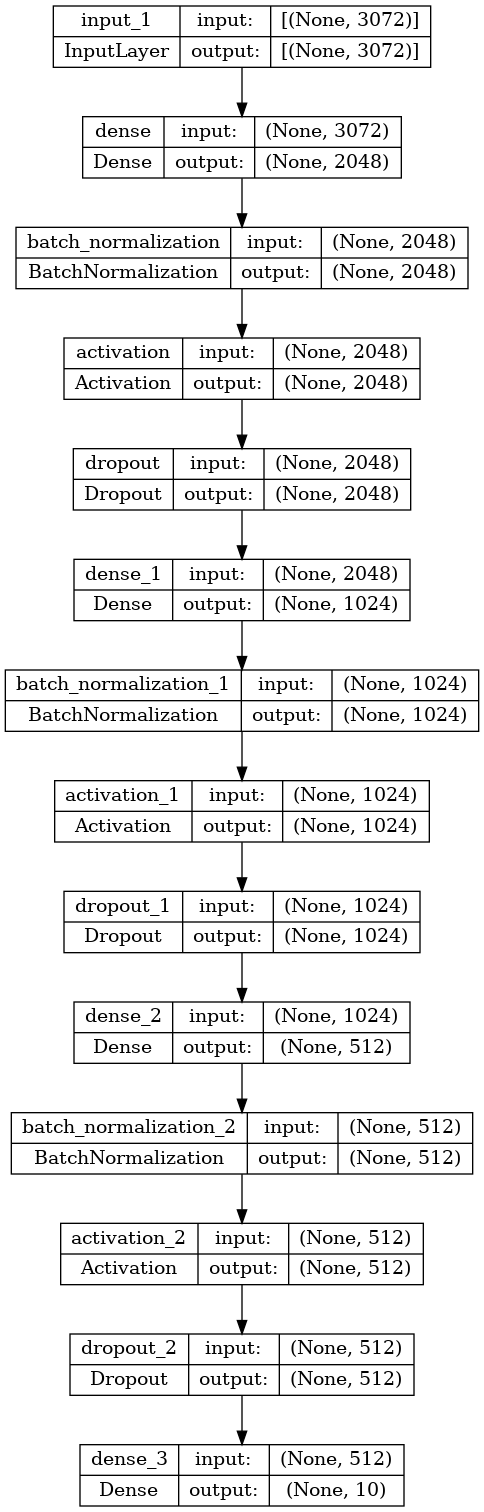 input_1 input: [(None, 3072)]
InputLayer output: [(None, 3072)]
dense input: (None, 3072)
Dense output: (None, 2048)
batch_normalization input: (None, 2048)
BatchNormalization output: (None, 2048)
activation input: (None, 2048)
Activation output: (None, 2048)
dropout input: (None, 2048)
Dropout output: (None, 2048)
dense_1 input: (None, 2048)
Dense output: (None, 1024)
batch_normalization_1 input: (None, 1024)
BatchNormalization output: (None, 1024)
activation_1 input: (None, 1024)
Activation output: (None, 1024)
dropout_1 input: (None, 1024)
Dropout output: (None, 1024)
dense_2 input: (None, 1024)
Dense output: (None, 512)
batch_normalization_2 input: (None, 512)
BatchNormalization output: (None, 512)
activation_2 input: (None, 512)
Activation output: (None, 512)
dropout_2 input: (None, 512)
Dropout output: (None, 512)
dense_3 input: (None, 512)
Dense output: (None, 10)